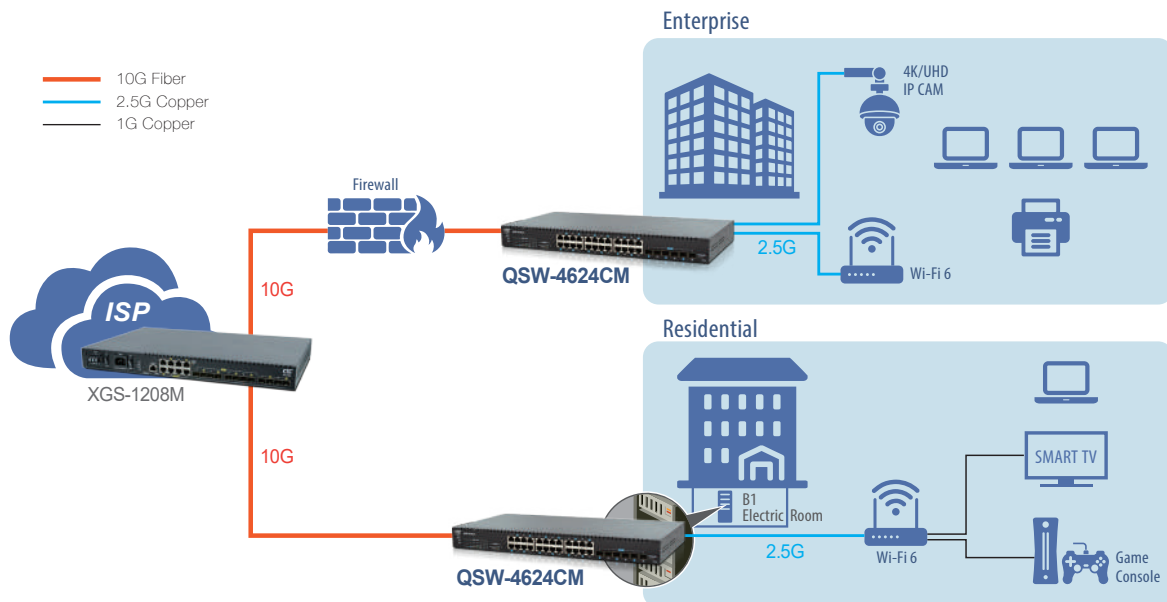 Enterprise
10G Fiber
2.5G Copper
1G Copper
4K/UHD
IP CAM
Firewall
2.5G
Wi-Fi 6
QSW-4624CM
10G
ISP
XGS-1208M
Residential
10G
SMART TV
B1
Electric Room
2.5G
Wi-Fi 6
Game
Console
QSW-4624CM